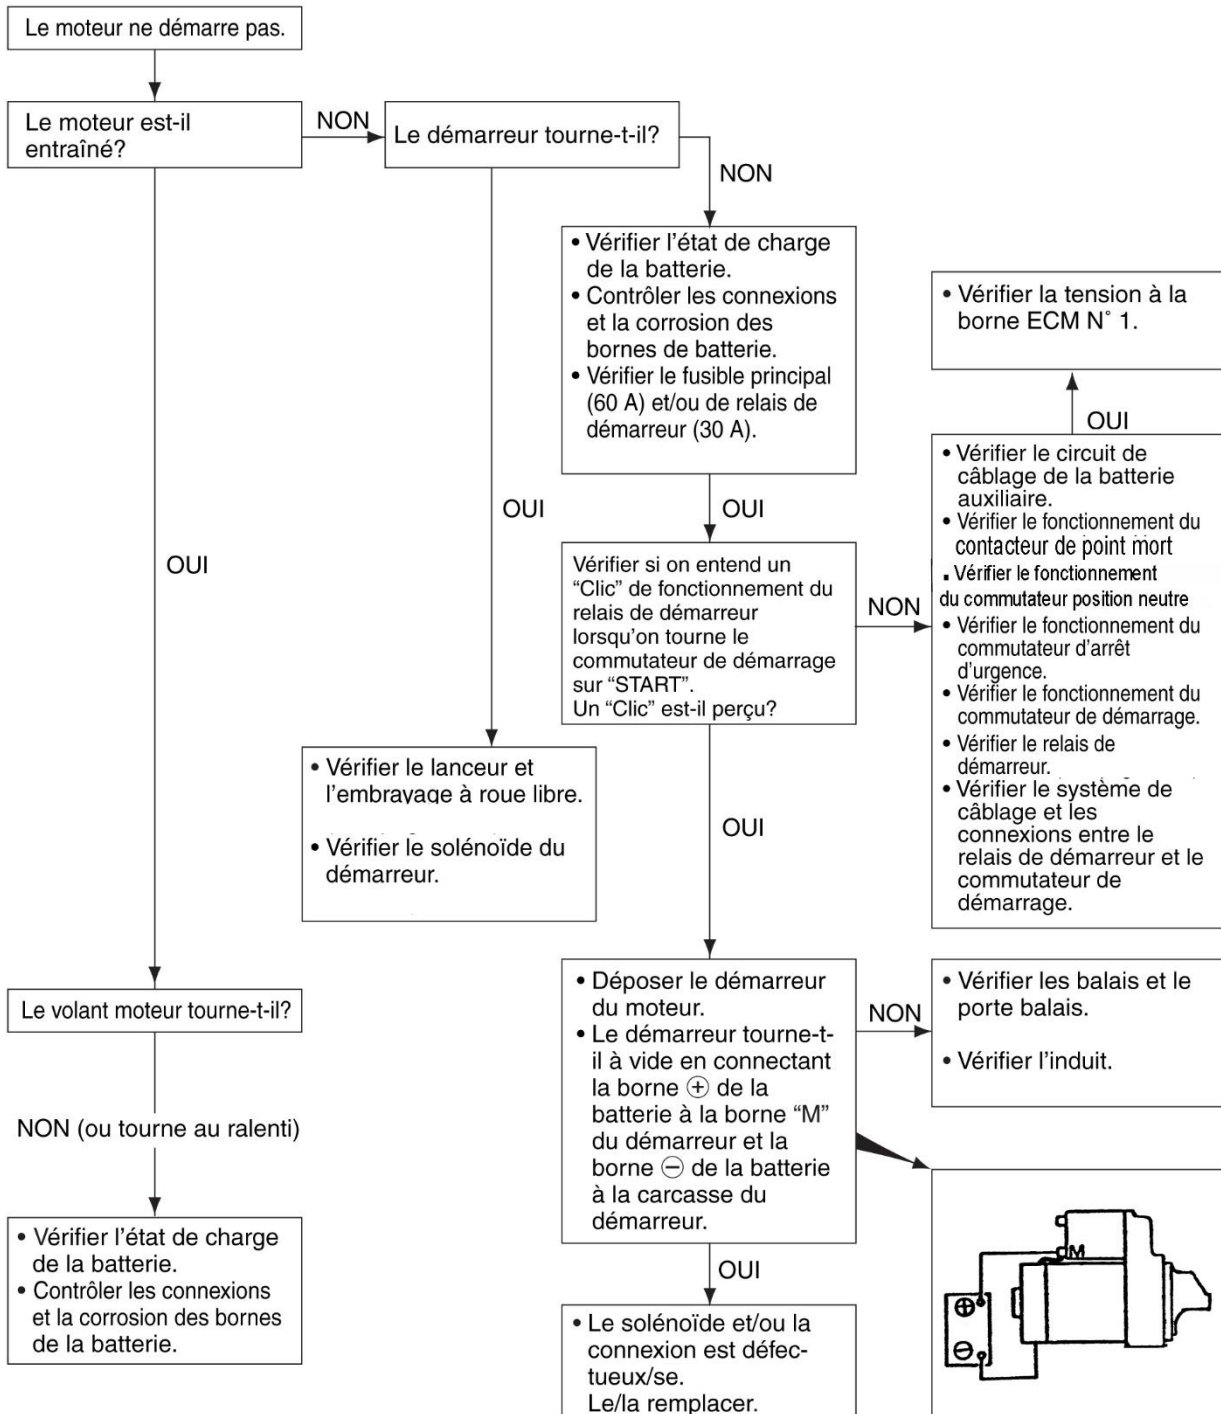 Le moteur ne démarre pas.
Le moteur est-il
entraîné?
NON
Le démarreur tourne-t-il?
NON
• Vérifier l'état de charge
de la batterie.
• Contrôler les connexions
et la corrosion des
bornes de batterie.
• Vérifier le fusible principal
(60 A) et/ou de relais de
démarreur (30 A).
• Vérifier la tension à la
borne ECM N° 1.
OUI
• Vérifier le circuit de
câblage de la batterie
auxiliaire.
• Vérifier le fonctionnement du
contacteur de point mort
. Vérifier le fonctionnement
du commutateur position neutre
• Vérifier le fonctionnement du
commutateur d'arrêt
d'urgence.
• Vérifier le fonctionnement du
commutateur de démarrage.
• Vérifier le relais de
démarreur.
• Vérifier le système de
câblage et les
connexions entre le
relais de démarreur et le
commutateur de
démarrage.
OUI
OUI
OUI
Vérifier si on entend un
“Clic” de fonctionnement du
relais de démarreur
lorsqu'on tourne le
commutateur de démarrage
sur “START”.
Un “Clic” est-il perçu?
NON
• Vérifier le lanceur et
l'embrayage à roue libre.
• Vérifier le solénoïde du
démarreur.
OUI
• Déposer le démarreur
du moteur.
• Le démarreur tourne-t-
il à vide en connectant
la borne ⊕ de la
batterie à la borne “M”
du démarreur et la
borne ⊖ de la batterie
à la carcasse du
démarreur.
NON
• Vérifier les balais et le
porte balais.
• Vérifier l'induit.
Le volant moteur tourne-t-il?
NON (ou tourne au ralenti)
• Vérifier l'état de charge
de la batterie.
• Contrôler les connexions
et la corrosion des bornes
de la batterie.
OUI
• Le solénoïde et/ou la
connexion est défec-
tueux/se.
Le/la remplacer.
M
⊕
⊖